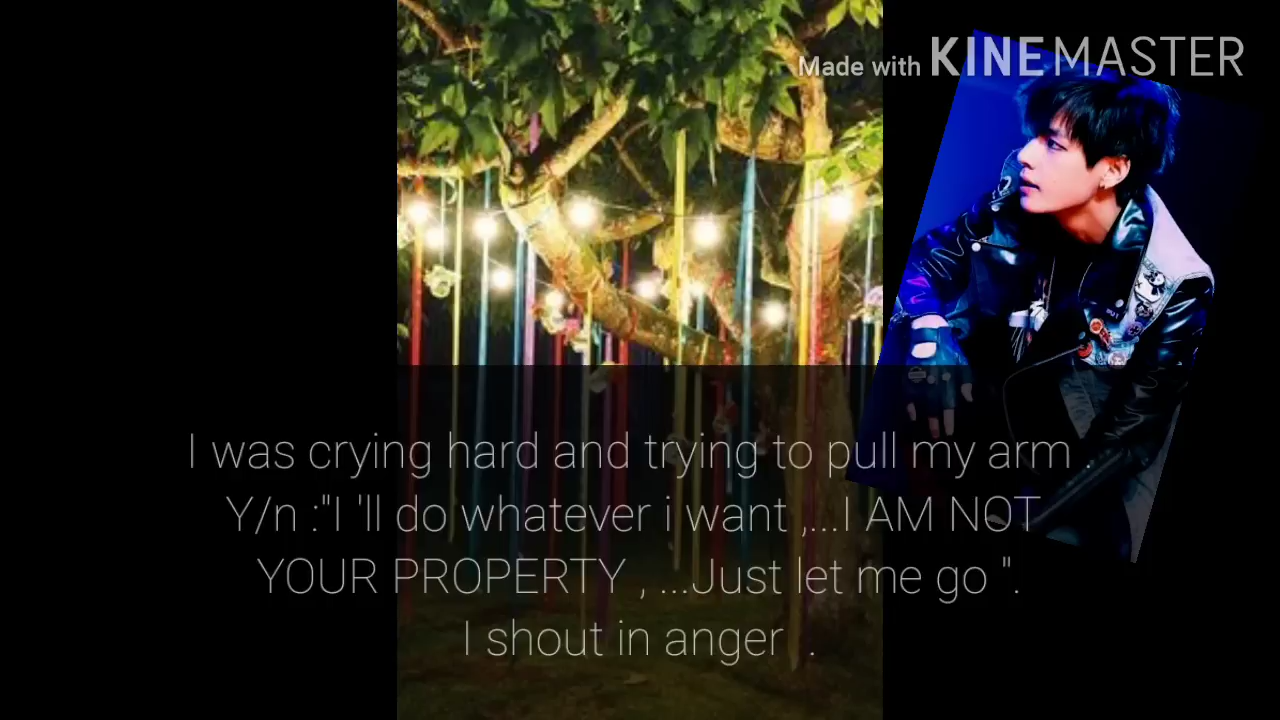 Made with KINEMASTER
I was crying hard and trying to pull my arm .
Y/n :"I 'll do whatever i want ,...I AM NOT
YOUR PROPERTY , ...Just let me go ".
I shout in anger .